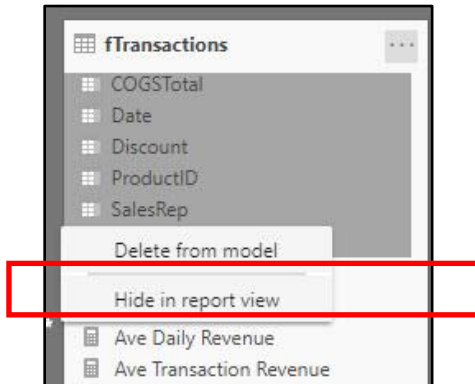 fTransactions
COGSTotal
Date
Discount
ProductID
SalesRep
Delete from model
Hide in report view
Ave Daily Revenue
Ave Transaction Revenue